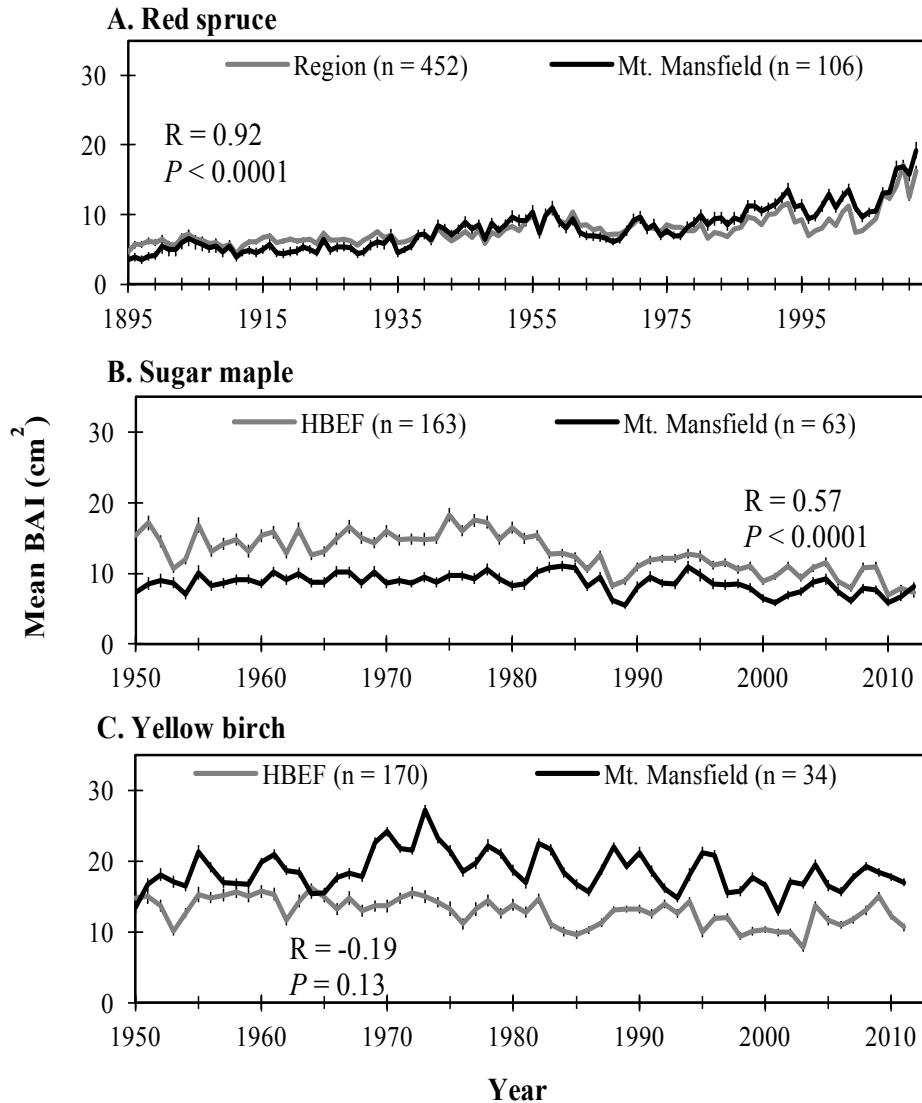 A. Red spruce
Region (n = 452) Mt. Mansfield (n = 106)
R = 0.92
P < 0.0001
30
20
10
0
1895 1915 1935 1955 1975 1995
B. Sugar maple
HBEF (n = 163) Mt. Mansfield (n = 63)
R = 0.57
P < 0.0001
30
20
10
0
1950 1960 1970 1980 1990 2000 2010
Mean BAI (cm²)
C. Yellow birch
HBEF (n = 170) Mt. Mansfield (n = 34)
R = -0.19
P = 0.13
30
20
10
0
1950 1960 1970 1980 1990 2000 2010
Year